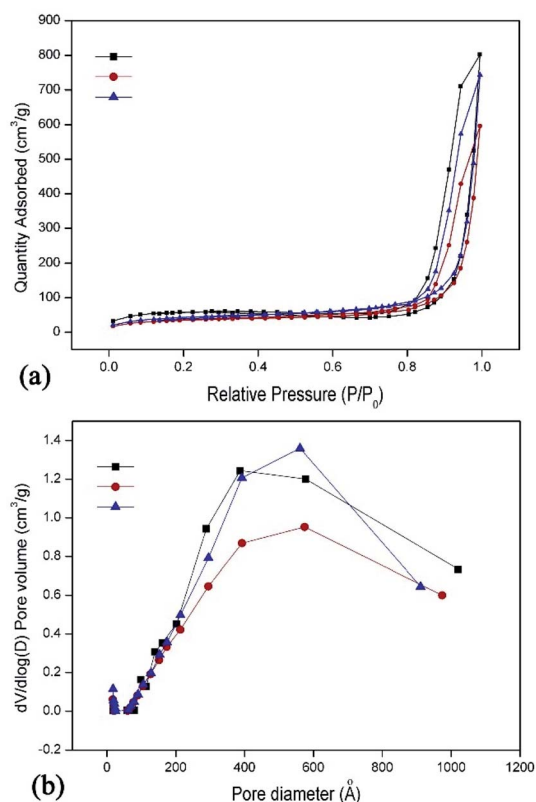 900
800
700
600
500
400
300
200
100
0
Quantity Adsorbed (cm³/g)
0.0 0.2 0.4 0.6 0.8 1.0
Relative Pressure (P/P₀)
(a)
1.4
1.2
1.0
0.8
0.6
0.4
0.2
0.0
-0.2
dV/dlog(D) Pore volume (cm³/g)
0 200 400 600 800 1000 1200
Pore diameter (Å)
(b)